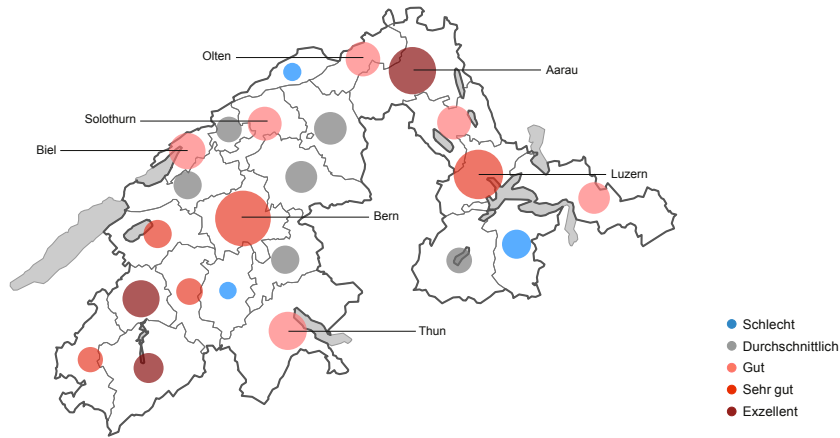 Olten
Aarau
Solothurn
Biel
Luzern
Bern
Thun
Schlecht
Durchschnittlich
Gut
Sehr gut
Exzellent